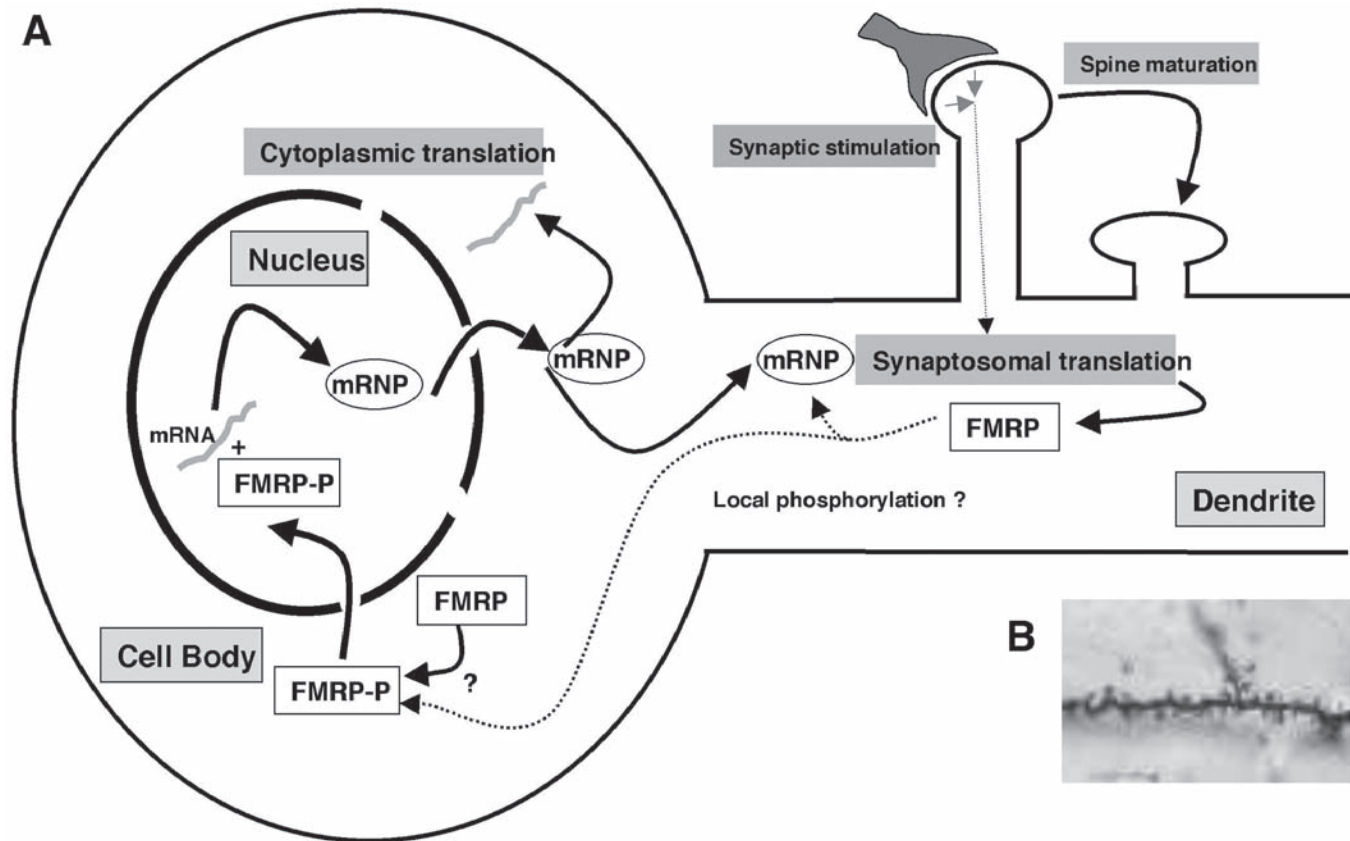 A
Spine maturation
Synaptic stimulation
Cytoplasmic translation
Nucleus
mRNP
mRNP
mRNP
Synaptosomal translation
mRNA
+
FMRP-P
FMRP
Local phosphorylation ?
Dendrite
FMRP
Cell Body
FMRP-P
?
B